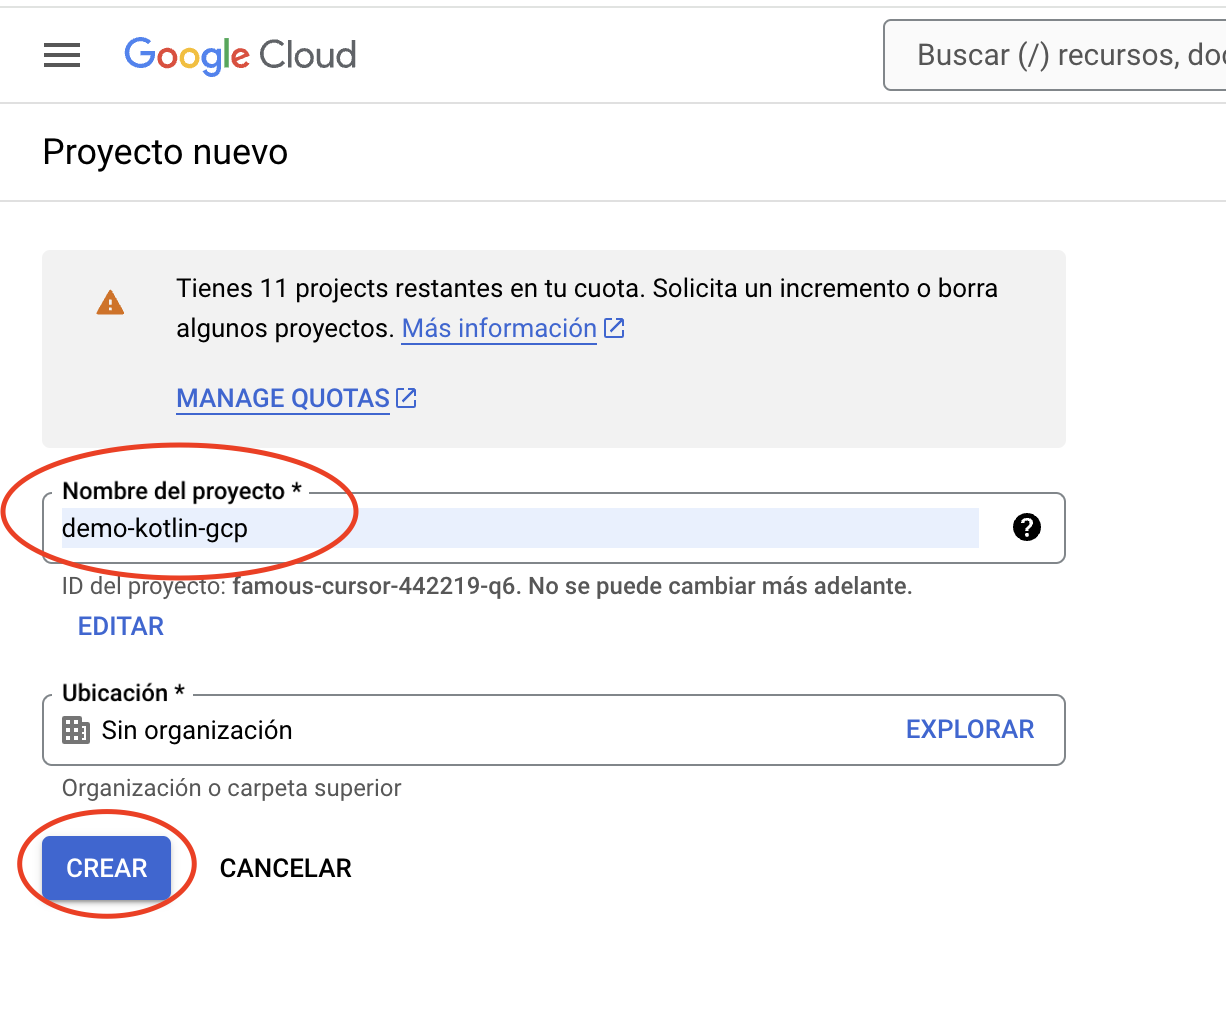 Google Cloud
Buscar (/) recursos,
Proyecto nuevo
Tienes 11 projects restantes en tu cuota. Solicita un incremento o borra
algunos proyectos. Más información
MANAGE QUOTAS
Nombre del proyecto *
demo-kotlin-gcp
ID del proyecto: famous-cursor-442219-q6. No se puede cambiar más adelante.
EDITAR
Ubicación *
Sin organización
EXPLORAR
Organización o carpeta superior
CREAR
CANCELAR